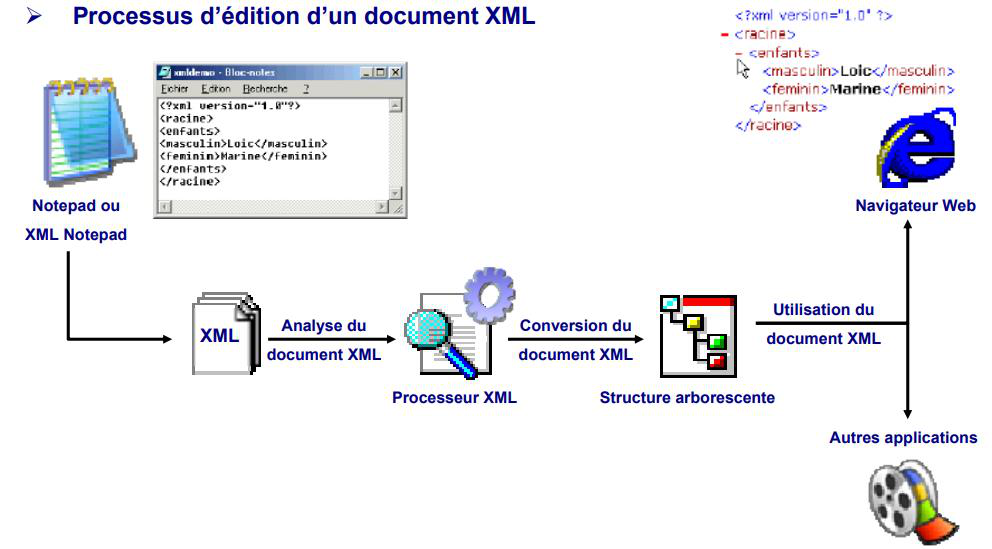 ➢ Processus d’édition d’un document XML
<?xml version="1.0" ?>
- <racine>
- <enfants>
<masculin>Loic</masculin>
<feminin>Marine</feminin>
</enfants>
</racine>
xmldemo - Bloc-notes
Fichier Edition Recherche ?
<?xml version="1.0"?>
<racine>
<enfants>
<masculin>Loic</masculin>
<feminin>Marine</feminin>
</enfants>
</racine>
Notepad ou
XML Notepad
Navigateur Web
XML
Analyse du
document XML
Processeur XML
Conversion du
document XML
Structure arborescente
Utilisation du
document XML
Autres applications